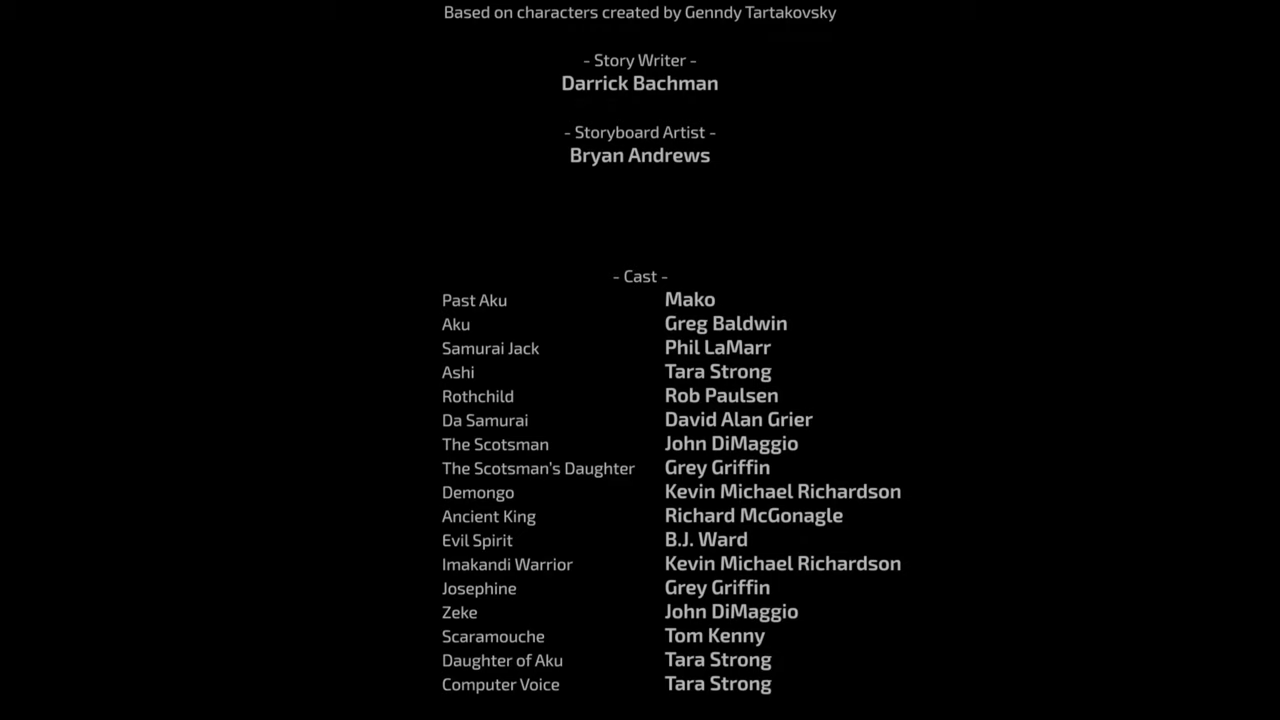 Based on characters created by Genndy Tartakovsky
- Story Writer -
Darrick Bachman
- Storyboard Artist -
Bryan Andrews
- Cast -
Past Aku Mako
Aku Greg Baldwin
Samurai Jack Phil LaMarr
Ashi Tara Strong
Rothchild Rob Paulsen
Da Samurai David Alan Grier
The Scotsman John DiMaggio
The Scotsman's Daughter Grey Griffin
Demongo Kevin Michael Richardson
Ancient King Richard McGonagle
Evil Spirit B.J. Ward
Imakandi Warrior Kevin Michael Richardson
Josephine Grey Griffin
Zeke John DiMaggio
Scaramouche Tom Kenny
Daughter of Aku Tara Strong
Computer Voice Tara Strong